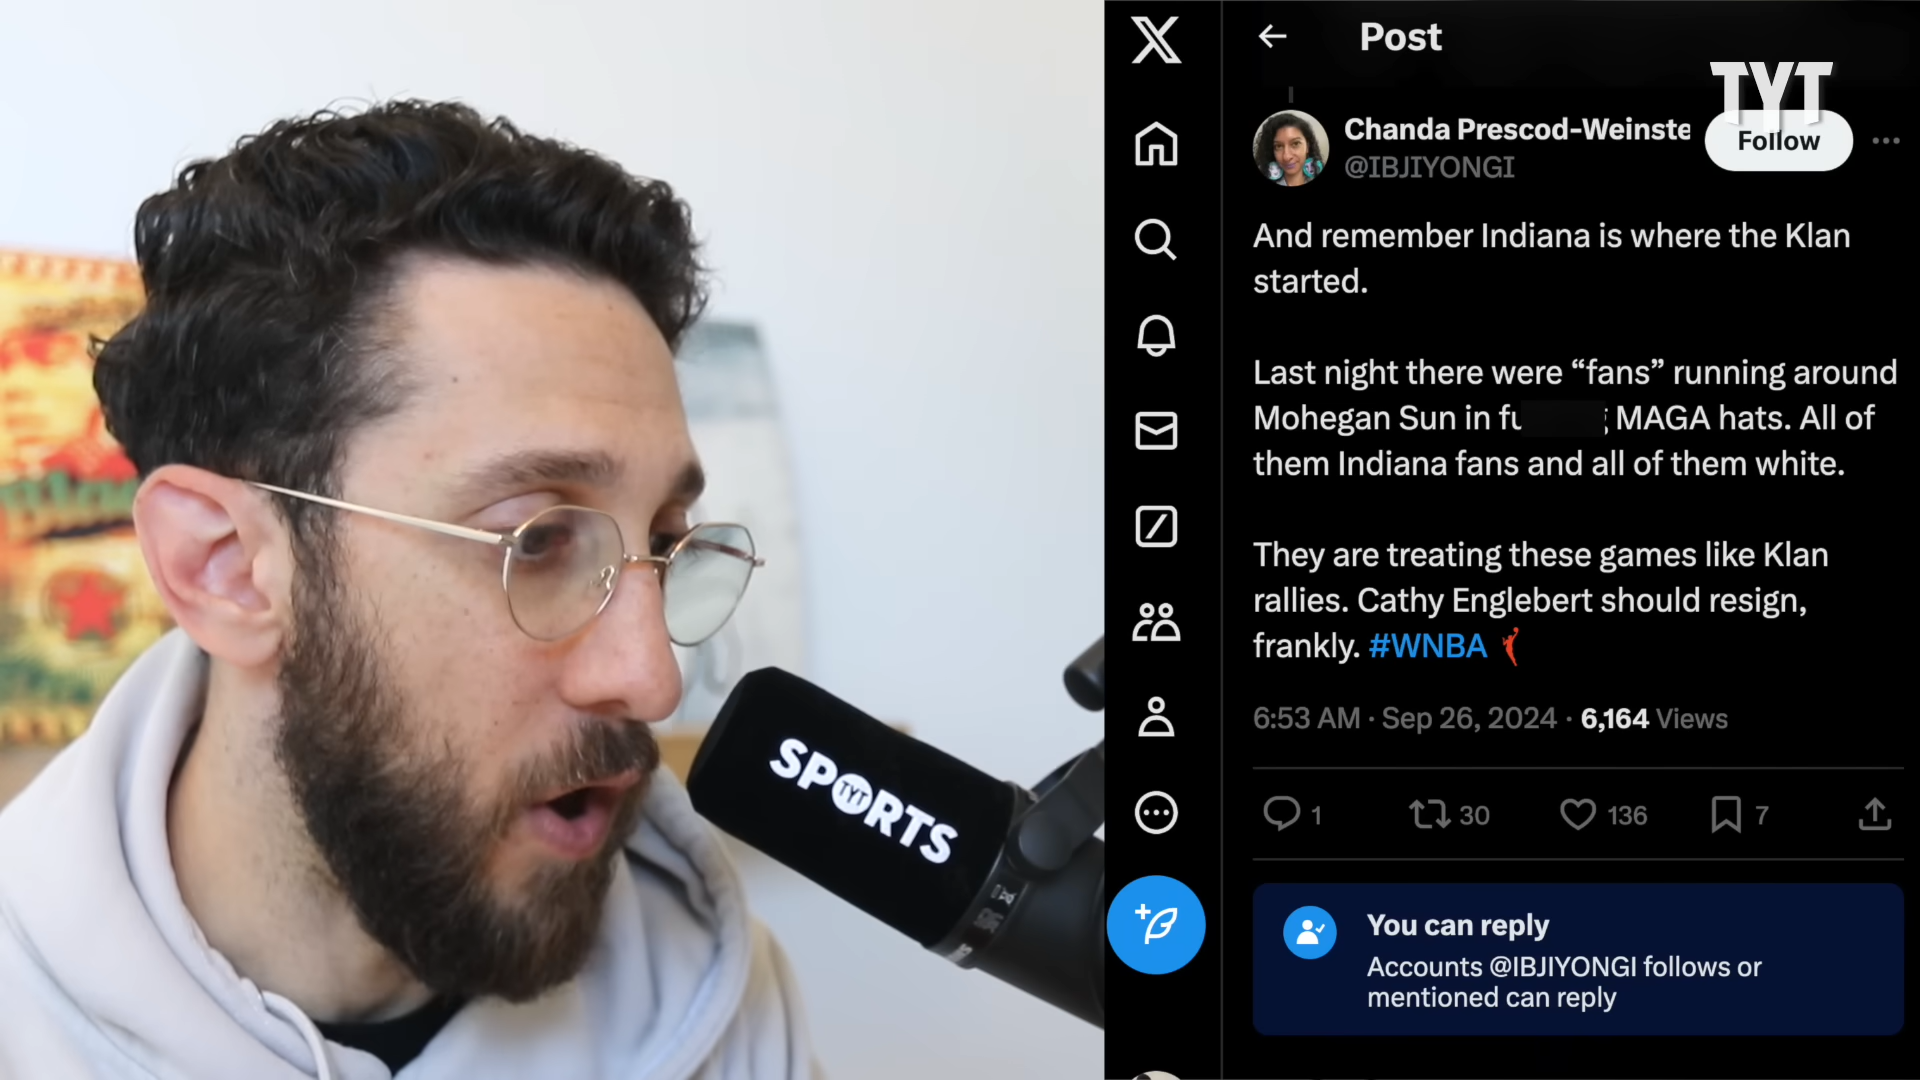 Post
TYT
Chanda Prescod-Weinste
Follow
@IBJIYONGI
And remember Indiana is where the Klan
started.
Last night there were “fans” running around
Mohegan Sun in fu MAGA hats. All of
them Indiana fans and all of them white.
They are treating these games like Klan
rallies. Cathy Englebert should resign,
frankly. #WNBA
6:53 AM · Sep 26, 2024 · 6,164 Views
1 30 136 7
You can reply
Accounts @IBJIYONGI follows or
mentioned can reply
SPORTS
TYT